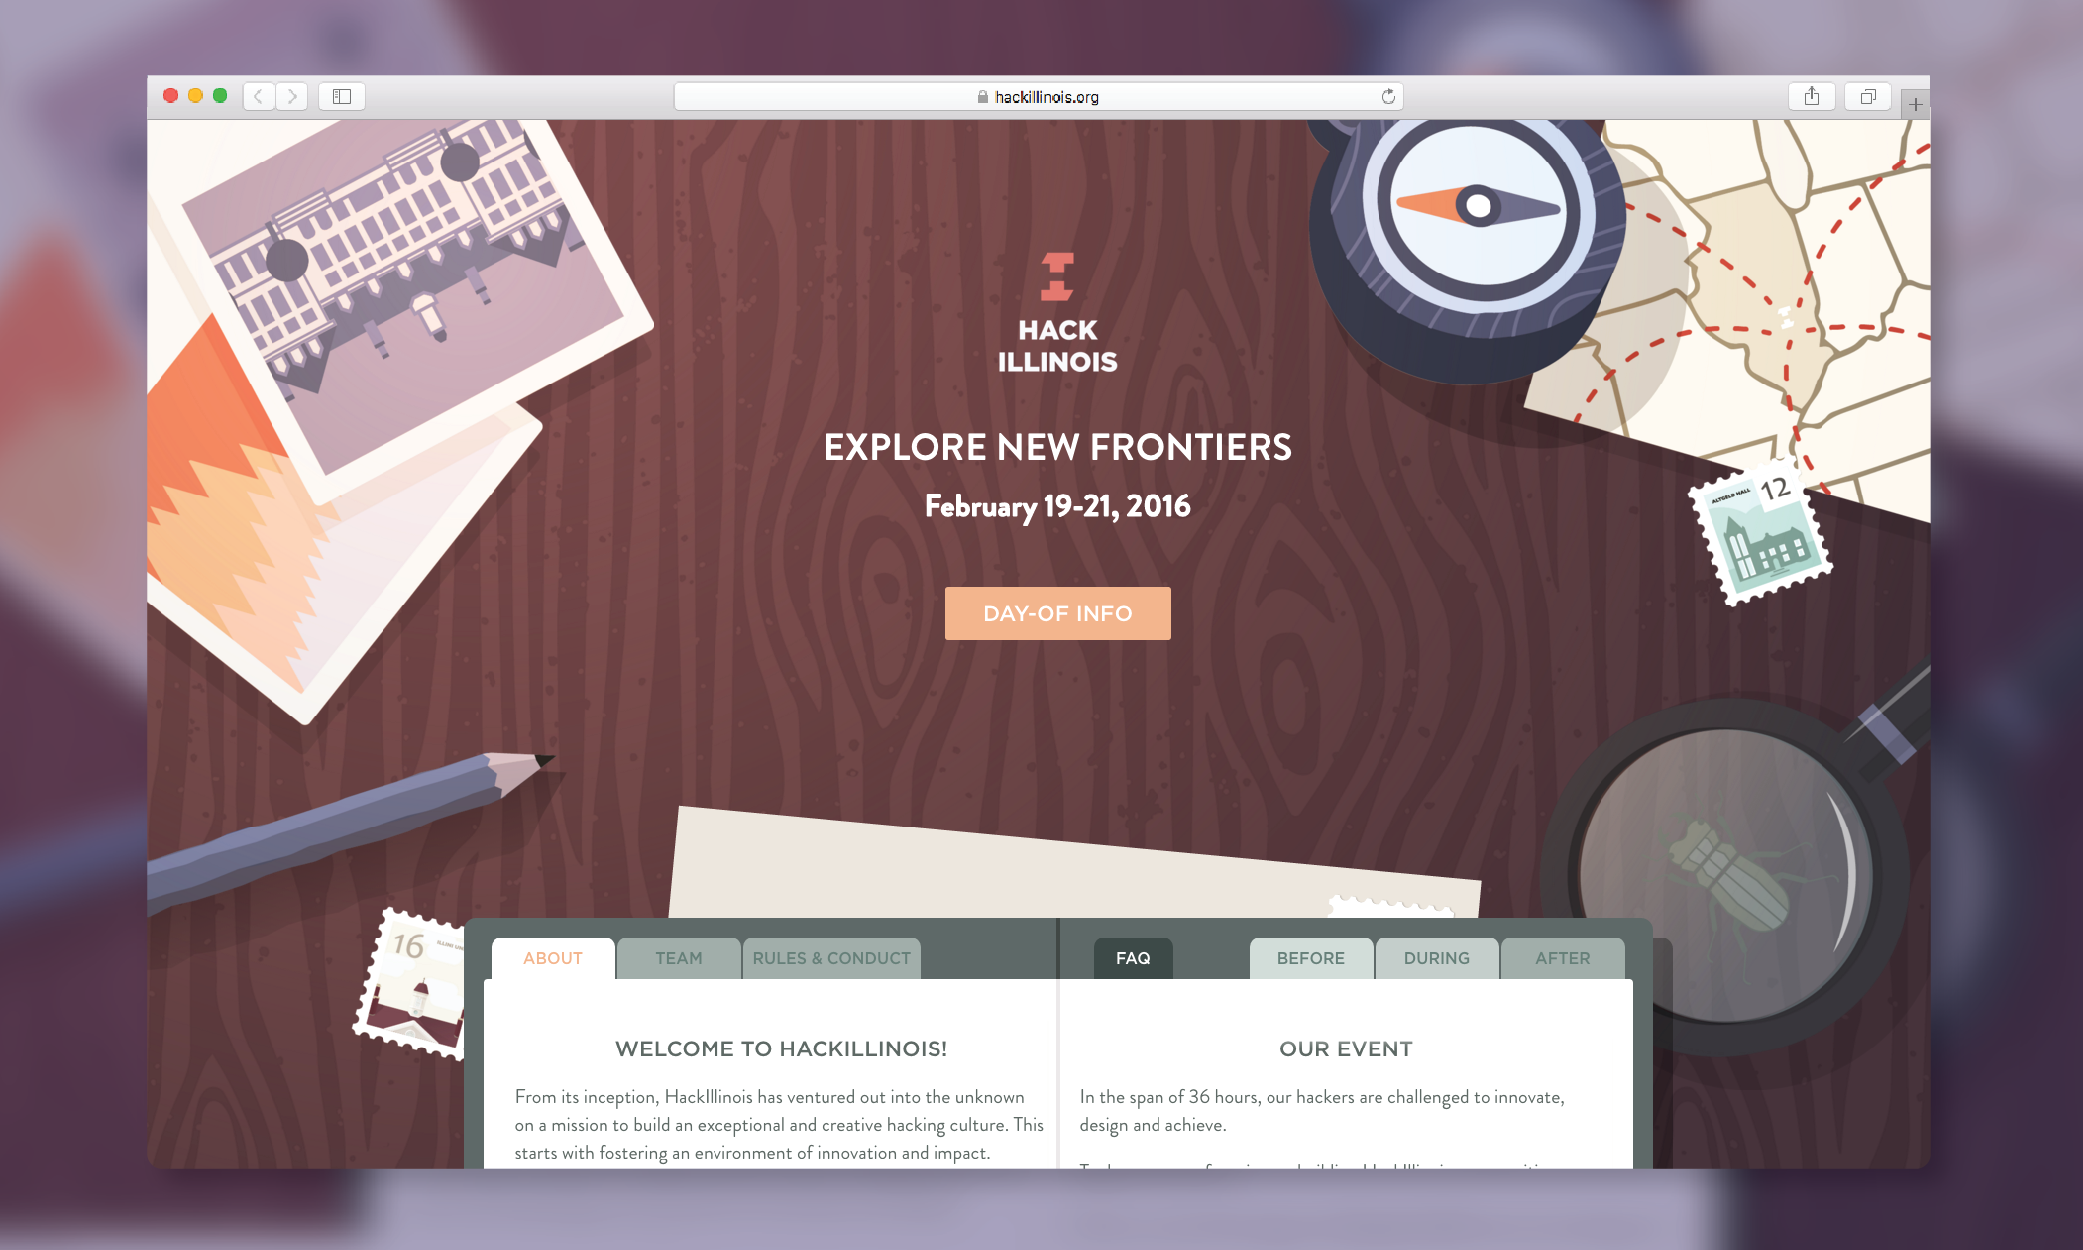 hackillinois.org
HACK
ILLINOIS
EXPLORE NEW FRONTIERS
February 19-21, 2016
DAY-OF INFO
ALTGELD HALL
12
16
ABOUT
TEAM
RULES & CONDUCT
FAQ
BEFORE
DURING
AFTER
WELCOME TO HACKILLINOIS!
From its inception, HackIllinois has ventured out into the unknown
on a mission to build an exceptional and creative hacking culture. This
starts with fostering an environment of innovation and impact.
OUR EVENT
In the span of 36 hours, our hackers are challenged to innovate,
design and achieve.